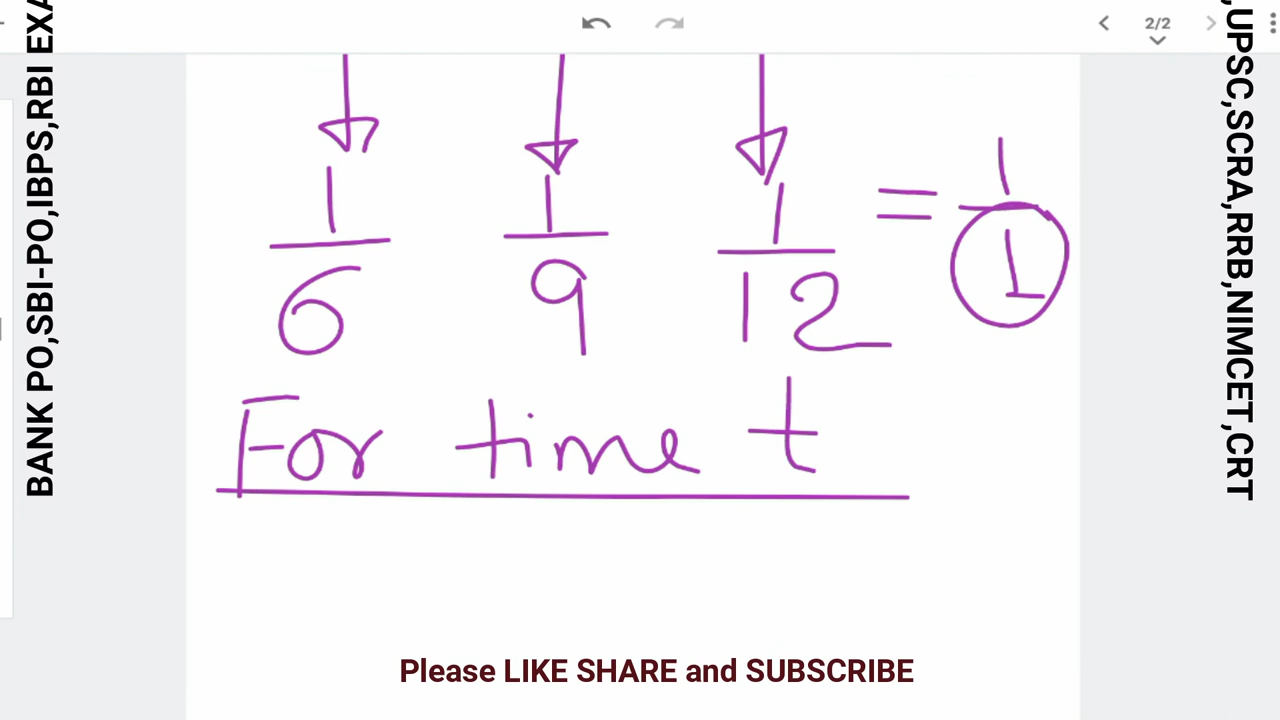 2/2
BANK PO,SBI-PO,IBPS,RBI EXA
,UPSC,SCRA,RRB,NIMCET,CRT
1/6 1/9 1/12 = 1/1
For time t
Please LIKE SHARE and SUBSCRIBE